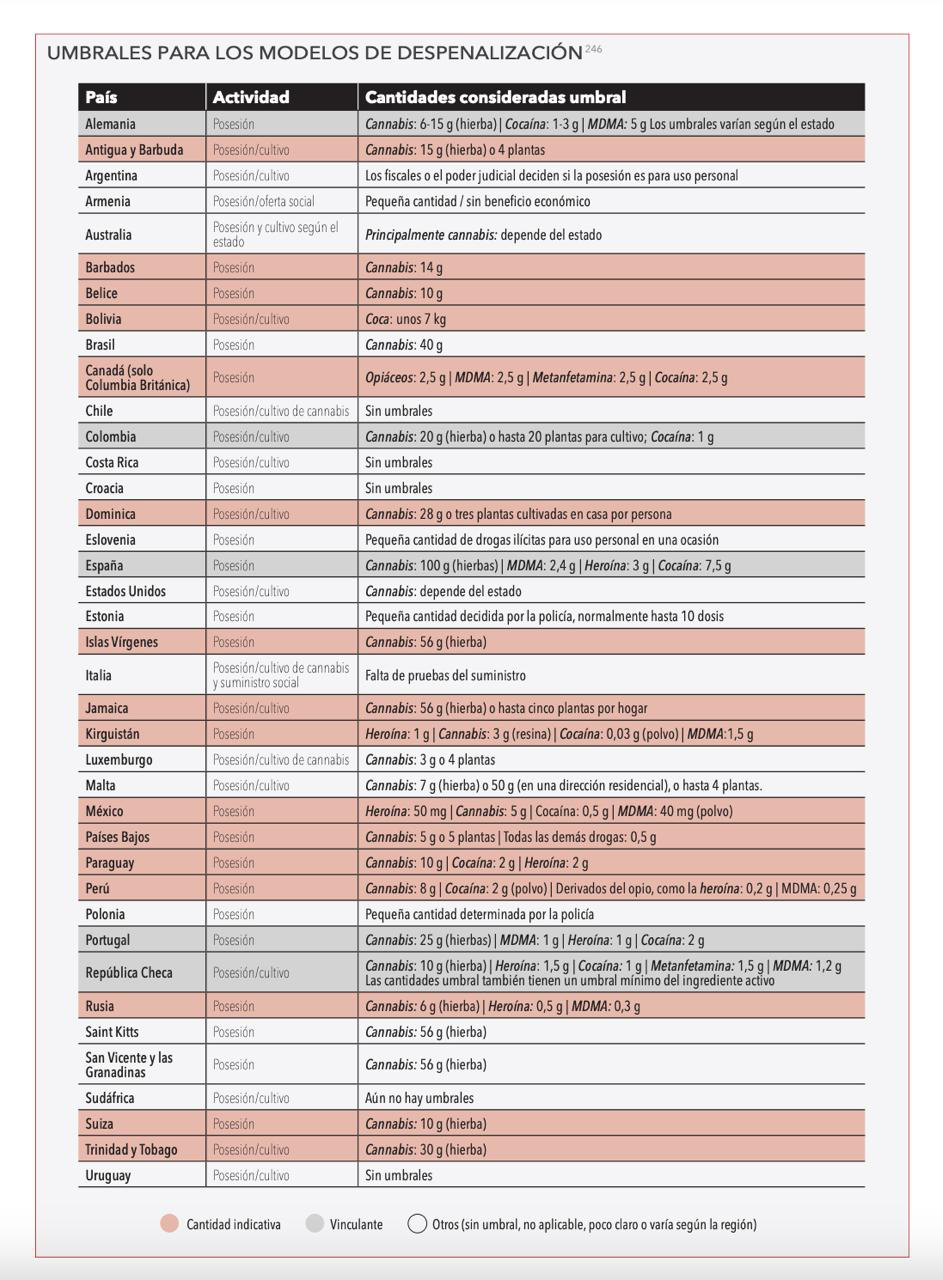 UMBRALES PARA LOS MODELOS DE DESPENALIZACIÓN246
País Actividad Cantidades consideradas umbral
Alemania Posesión Cannabis: 6-15 g (hierba) | Cocaína: 1-3 g | MDMA: 5 g Los umbrales varían según el estado
Antigua y Barbuda Posesión/cultivo Cannabis: 15 g (hierba) o 4 plantas
Argentina Posesión/cultivo Los fiscales o el poder judicial deciden si la posesión es para uso personal
Armenia Posesión/oferta social Pequeña cantidad / sin beneficio económico
Australia Posesión y cultivo según el
estado Principalmente cannabis: depende del estado
Barbados Posesión Cannabis: 14 g
Belice Posesión Cannabis: 10 g
Bolivia Posesión/cultivo Coca: unos 7 kg
Brasil Posesión Cannabis: 40 g
Canadá (solo
Columbia Británica) Posesión Opiáceos: 2,5 g | MDMA: 2,5 g | Metanfetamina: 2,5 g | Cocaína: 2,5 g
Chile Posesión/cultivo de cannabis Sin umbrales
Colombia Posesión/cultivo Cannabis: 20 g (hierba) o hasta 20 plantas para cultivo; Cocaína: 1 g
Costa Rica Posesión/cultivo Sin umbrales
Croacia Posesión Sin umbrales
Dominica Posesión/cultivo Cannabis: 28 g o tres plantas cultivadas en casa por persona
Eslovenia Posesión Pequeña cantidad de drogas ilícitas para uso personal en una ocasión
España Posesión Cannabis: 100 g (hierbas) | MDMA: 2,4 g | Heroína: 3 g | Cocaína: 7,5 g
Estados Unidos Posesión/cultivo Cannabis: depende del estado
Estonia Posesión Pequeña cantidad decidida por la policía, normalmente hasta 10 dosis
Islas Vírgenes Posesión Cannabis: 56 g (hierba)
Italia Posesión/cultivo de cannabis
y suministro social Falta de pruebas del suministro
Jamaica Posesión/cultivo Cannabis: 56 g (hierba) o hasta cinco plantas por hogar
Kirguistán Posesión Heroína: 1 g | Cannabis: 3 g (resina) | Cocaína: 0,03 g (polvo) | MDMA:1,5 g
Luxemburgo Posesión/cultivo de cannabis Cannabis: 3 g o 4 plantas
Malta Posesión/cultivo Cannabis: 7 g (hierba) o 50 g (en una dirección residencial), o hasta 4 plantas.
México Posesión Heroína: 50 mg | Cannabis: 5 g | Cocaína: 0,5 g | MDMA: 40 mg (polvo)
Países Bajos Posesión Cannabis: 5 g o 5 plantas | Todas las demás drogas: 0,5 g
Paraguay Posesión Cannabis: 10 g | Cocaína: 2 g | Heroína: 2 g
Perú Posesión Cannabis: 8 g | Cocaína: 2 g (polvo) | Derivados del opio, como la heroína: 0,2 g | MDMA: 0,25 g
Polonia Posesión Pequeña cantidad determinada por la policía
Portugal Posesión Cannabis: 25 g (hierbas) | MDMA: 1 g | Heroína: 1 g | Cocaína: 2 g
República Checa Posesión/cultivo Cannabis: 10 g (hierba) | Heroína: 1,5 g | Cocaína: 1 g | Metanfetamina: 1,5 g | MDMA: 1,2 g
Las cantidades umbral también tienen un umbral mínimo del ingrediente activo
Rusia Posesión Cannabis: 6 g (hierba) | Heroína: 0,5 g | MDMA: 0,3 g
Saint Kitts Posesión Cannabis: 56 g (hierba)
San Vicente y las
Granadinas Posesión Cannabis: 56 g (hierba)
Sudáfrica Posesión/cultivo Aún no hay umbrales
Suiza Posesión Cannabis: 10 g (hierba)
Trinidad y Tobago Posesión/cultivo Cannabis: 30 g (hierba)
Uruguay Posesión/cultivo Sin umbrales
Cantidad indicativa Vinculante Otros (sin umbral, no aplicable, poco claro o varía según la región)